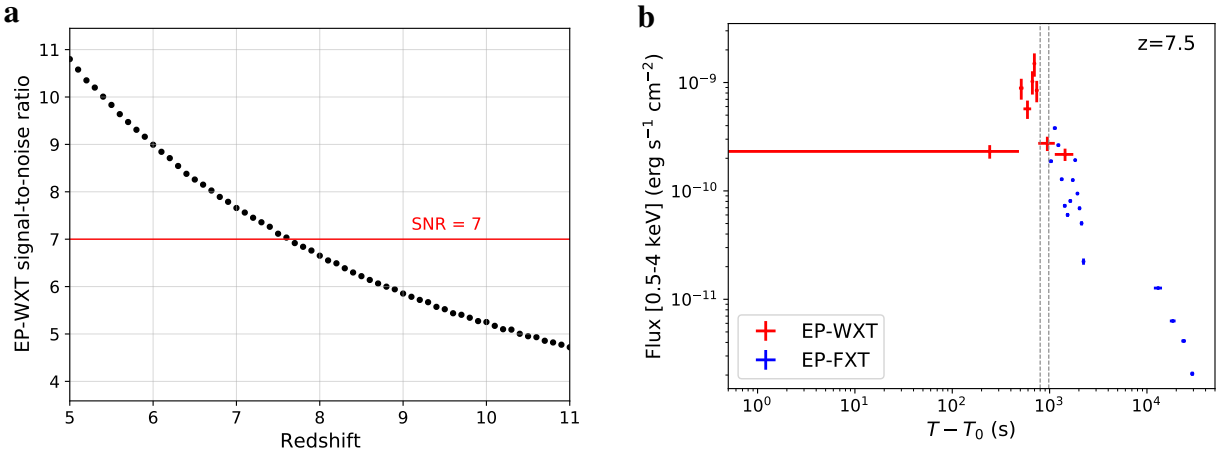 a
11
10
9
8
7
6
5
4
EP-WXT signal-to-noise ratio
SNR = 7
5 6 7 8 9 10 11
Redshift
b
z=7.5
10⁻⁹
10⁻¹⁰
10⁻¹¹
Flux [0.5-4 keV] (erg s⁻¹ cm⁻²)
EP-WXT
EP-FXT
10⁰ 10¹ 10² 10³ 10⁴
T − T₀ (s)